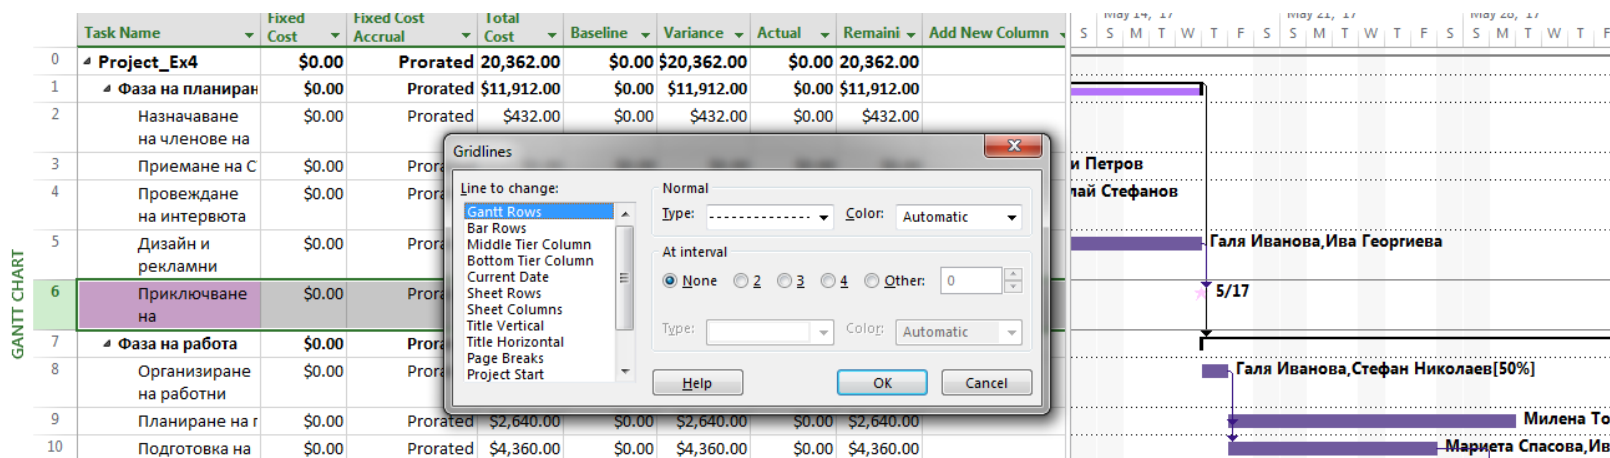 Fixed Fixed Cost Total May 14, '17 May 21, '17 May 28, '17
Task Name Cost Accrual Cost Baseline Variance Actual Remaini Add New Column S S M T W T F S S M T W T F S S M T W T F
0 Project_Ex4 $0.00 Prorated 20,362.00 $0.00 $20,362.00 $0.00 20,362.00
1 Фаза на планиран $0.00 Prorated $11,912.00 $0.00 $11,912.00 $0.00 $11,912.00
2 Назначаване $0.00 Prorated $432.00 $0.00 $432.00 $0.00 $432.00
на членове на
Gridlines
3 Приемане на С $0.00 и Петров
Line to change: Normal
4 Провеждане $0.00 лай Стефанов
на интервюта
Gantt Rows Type: Color: Automatic
Bar Rows
5 Дизайн и $0.00 Галя Иванова,Ива Георгиева
рекламни
Middle Tier Column At interval
Bottom Tier Column
Current Date None 2 3 4 Other: 0
GANTT CHART
6 Приключване $0.00 5/17
на
Sheet Rows
Sheet Columns
Title Vertical Type: Color: Automatic
Title Horizontal
7 Фаза на работа $0.00
Page Breaks
Project Start Help OK Cancel
8 Организиране $0.00 Галя Иванова,Стефан Николаев[50%]
на работни
9 Планиране на г $0.00 Prorated $2,640.00 $0.00 $2,640.00 $0.00 $2,640.00 Милена То
10 Подготовка на $0.00 Prorated $4,360.00 $0.00 $4,360.00 $0.00 $4,360.00 Мариета Спасова,Ив